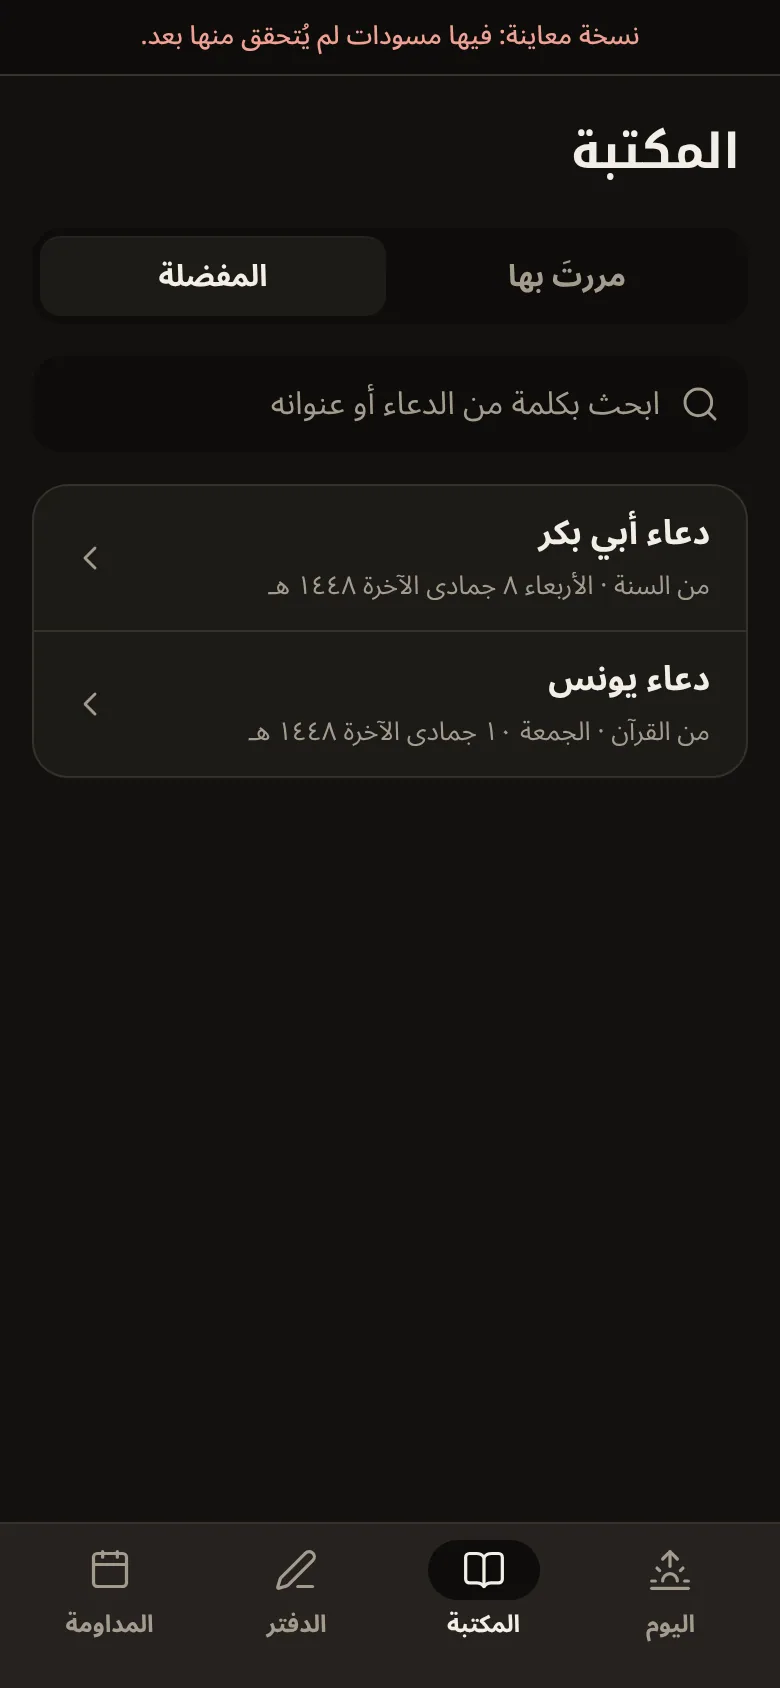 نسخة معاينة: فيها مسودات لم يُتحقق منها بعد.
المكتبة
مررتَ بها
المفضلة
ابحث بكلمة من الدعاء أو عنوانه
دعاء أبي بكر
من السنة · الأربعاء ٨ جمادى الآخرة ١٤٤٨ هـ
دعاء يونس
من القرآن · الجمعة ١٠ جمادى الآخرة ١٤٤٨ هـ
اليوم
المكتبة
الدفتر
المداومة